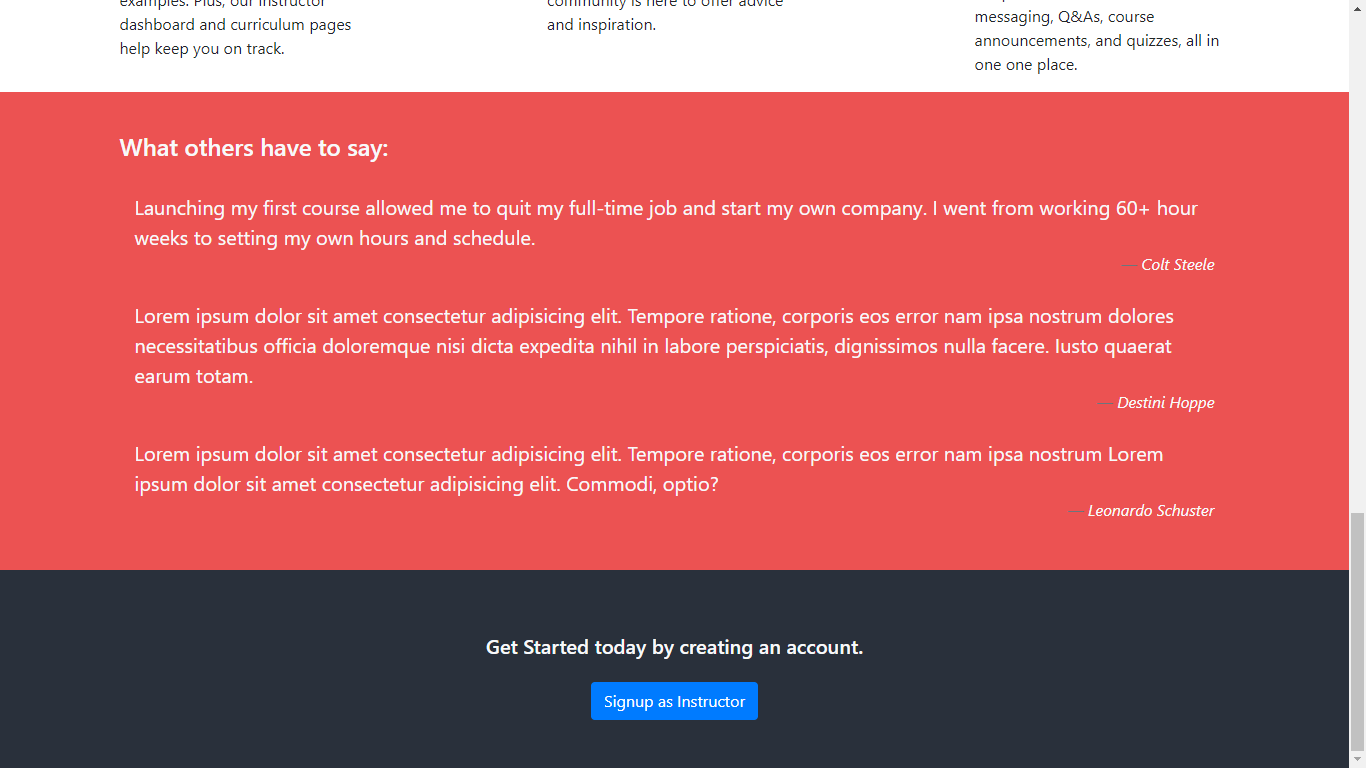 examples. Plus, our instructor
dashboard and curriculum pages
help keep you on track.
community is here to offer advice
and inspiration.
messaging, Q&As, course
announcements, and quizzes, all in
one one place.
What others have to say:
Launching my first course allowed me to quit my full-time job and start my own company. I went from working 60+ hour
weeks to setting my own hours and schedule.
— Colt Steele
Lorem ipsum dolor sit amet consectetur adipisicing elit. Tempore ratione, corporis eos error nam ipsa nostrum dolores
necessitatibus officia doloremque nisi dicta expedita nihil in labore perspiciatis, dignissimos nulla facere. Iusto quaerat
earum totam.
— Destini Hoppe
Lorem ipsum dolor sit amet consectetur adipisicing elit. Tempore ratione, corporis eos error nam ipsa nostrum Lorem
ipsum dolor sit amet consectetur adipisicing elit. Commodi, optio?
— Leonardo Schuster
Get Started today by creating an account.
Signup as Instructor